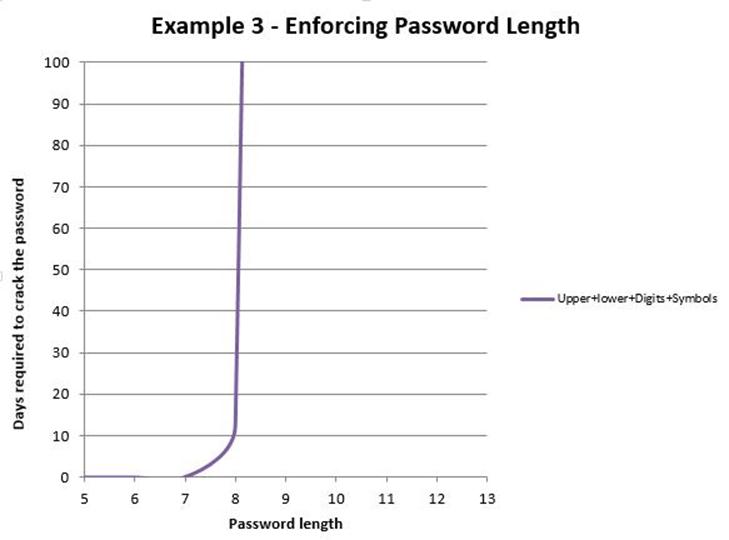 Example 3 - Enforcing Password Length
Days required to crack the password
100
90
80
70
60
50
40
30
20
10
0
5 6 7 8 9 10 11 12 13
Password length
Upper+lower+Digits+Symbols